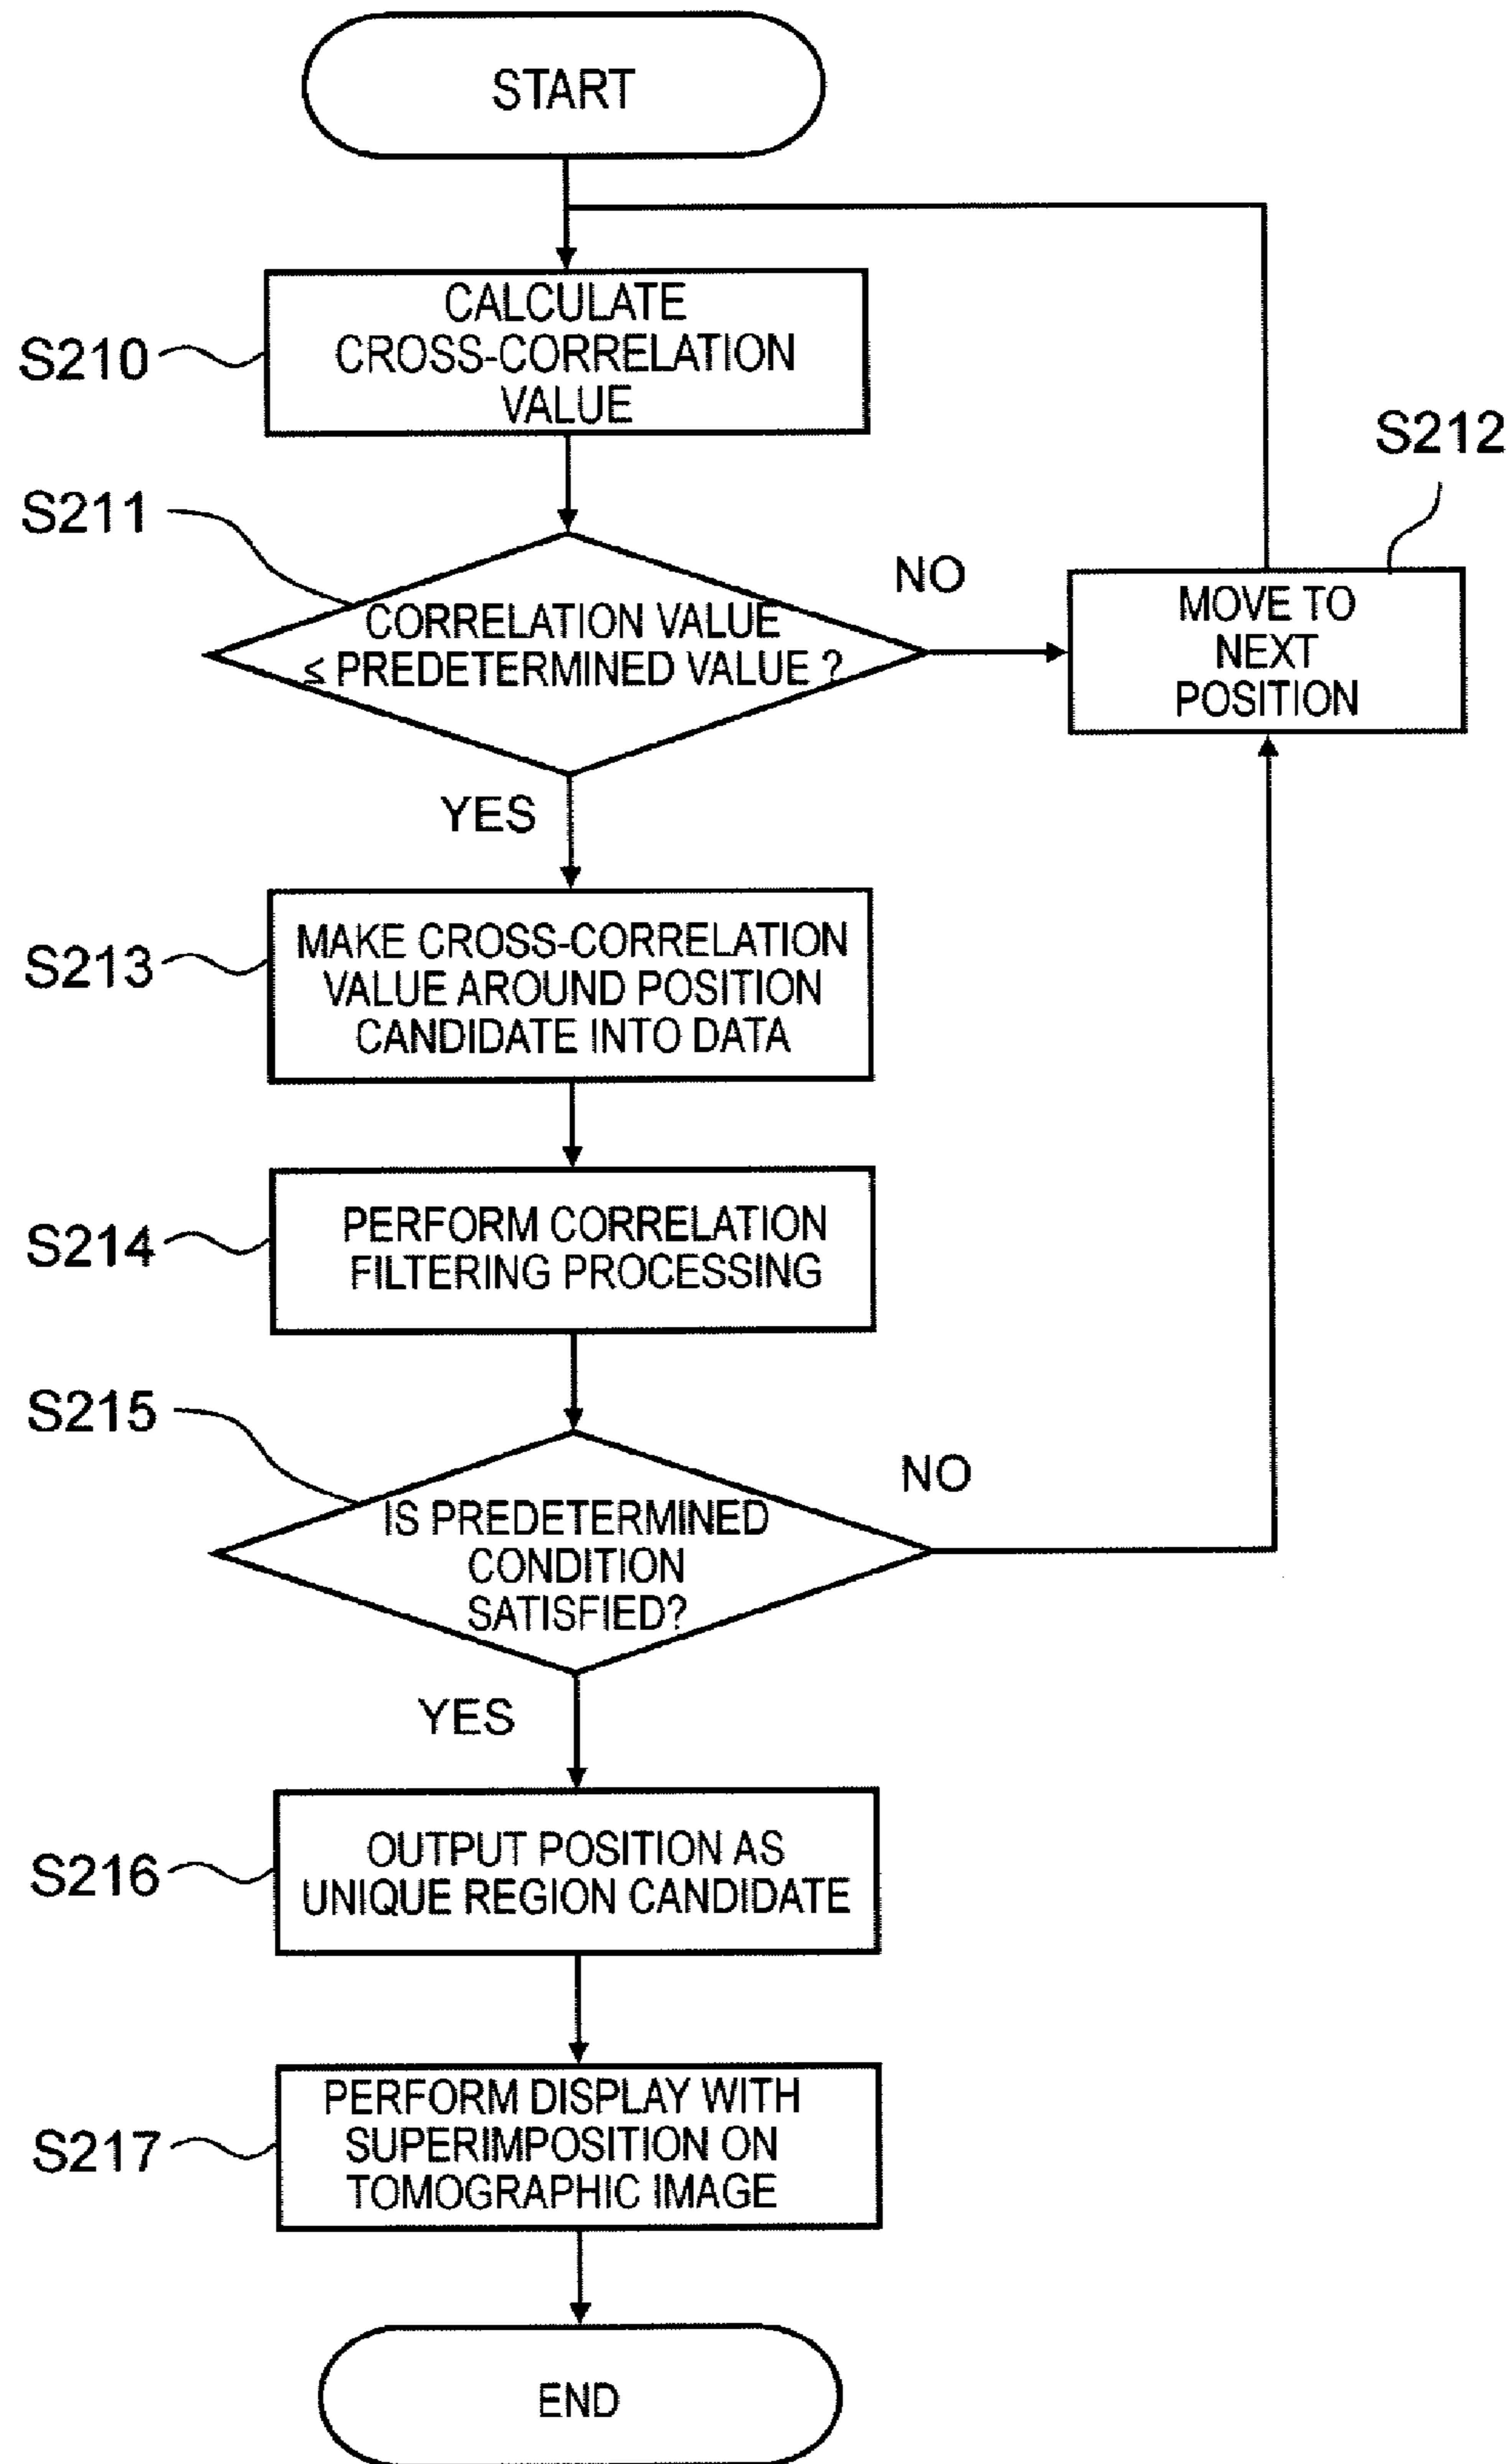 START
S210
CALCULATE
CROSS-CORRELATION
VALUE
S212
S211
NO
CORRELATION VALUE
≤ PREDETERMINED VALUE ?
MOVE TO
NEXT
POSITION
YES
S213
MAKE CROSS-CORRELATION
VALUE AROUND POSITION
CANDIDATE INTO DATA
S214
PERFORM CORRELATION
FILTERING PROCESSING
S215
NO
IS PREDETERMINED
CONDITION
SATISFIED?
YES
S216
OUTPUT POSITION AS
UNIQUE REGION CANDIDATE
S217
PERFORM DISPLAY WITH
SUPERIMPOSITION ON
TOMOGRAPHIC IMAGE
END